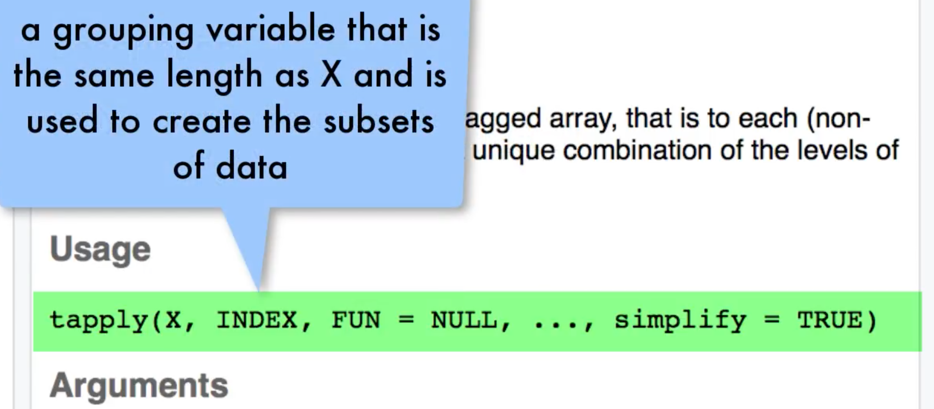 a grouping variable that is
the same length as X and is
used to create the subsets
of data
agged array, that is to each (non-
unique combination of the levels of
Usage
tapply(X, INDEX, FUN = NULL, ..., simplify = TRUE)
Arguments